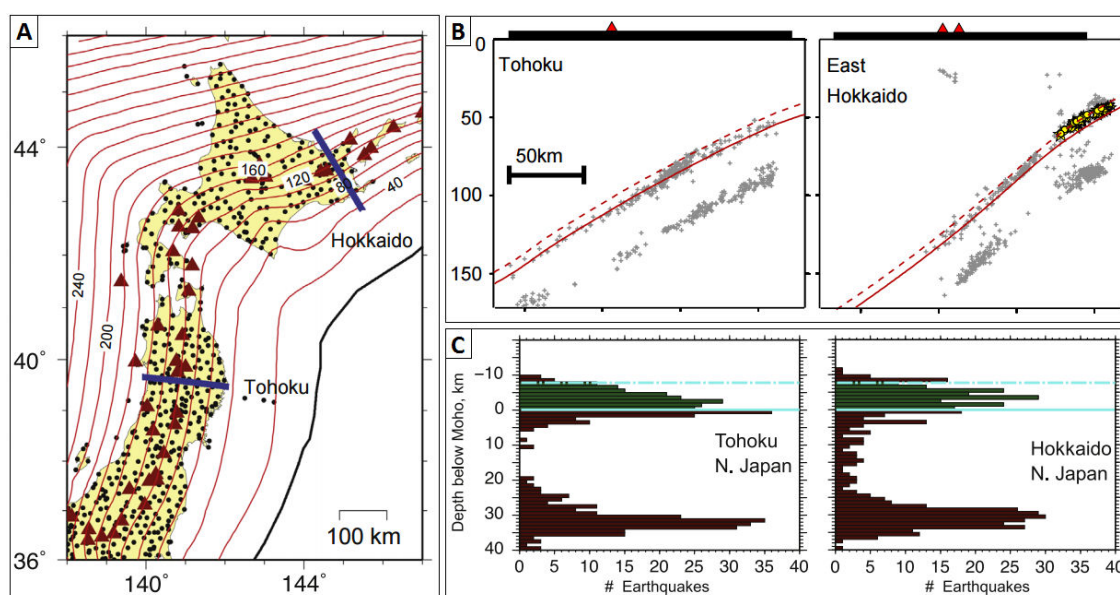 A
44°
40°
36°
140°
144°
160
120
80
40
240
200
Hokkaido
Tohoku
100 km
B
0
50
100
150
Tohoku
50km
East
Hokkaido
C
Depth below Moho, km
-10
0
10
20
30
40
Tohoku
N. Japan
0 5 10 15 20 25 30 35 40
# Earthquakes
Hokkaido
N. Japan
0 5 10 15 20 25 30 35 40
# Earthquakes